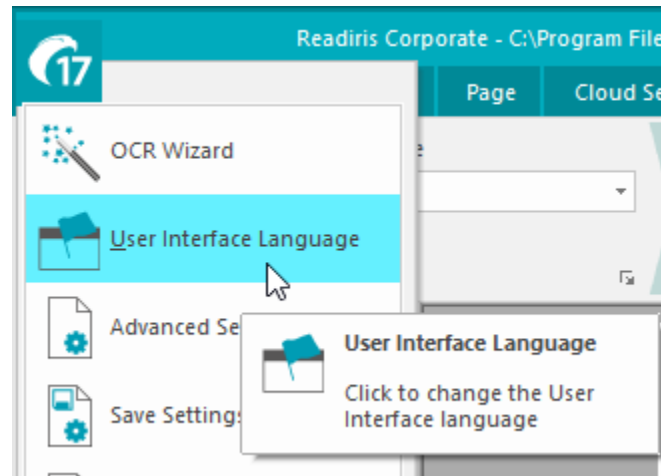 Readiris Corporate - C:\Program File
17
Page
Cloud Se
OCR Wizard
User Interface Language
Advanced Se
User Interface Language
Click to change the User
Interface language
Save Settings